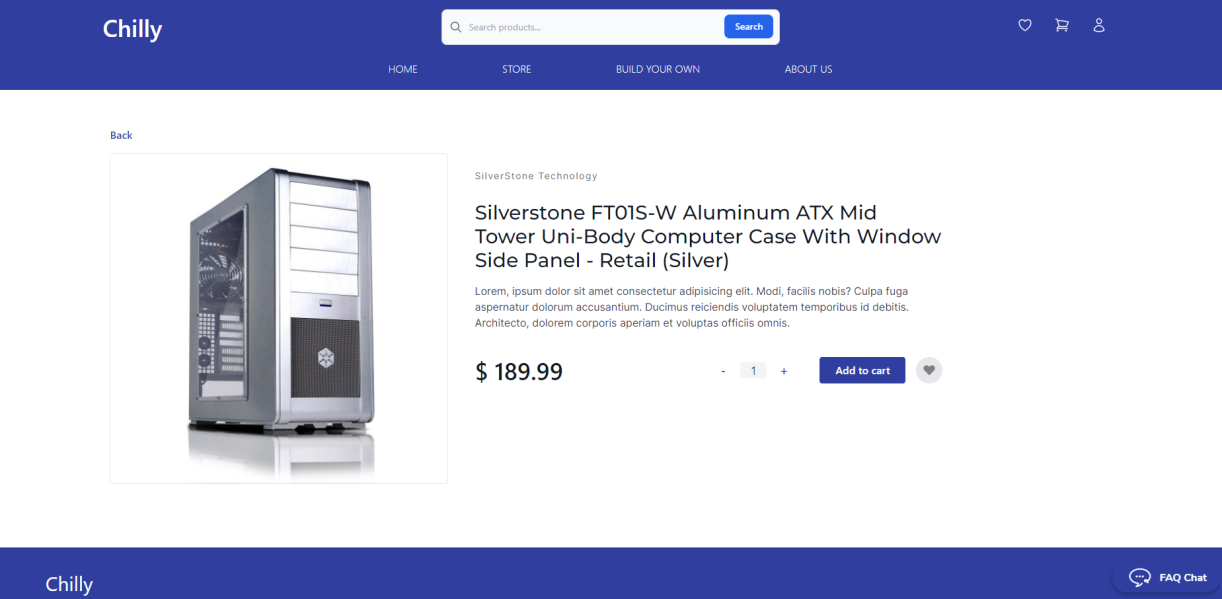 Chilly
Search products...
Search
HOME
STORE
BUILD YOUR OWN
ABOUT US
Back
SilverStone Technology
Silverstone FT01S-W Aluminum ATX Mid
Tower Uni-Body Computer Case With Window
Side Panel - Retail (Silver)
Lorem, ipsum dolor sit amet consectetur adipisicing elit. Modi, facilis nobis? Culpa fuga
aspernatur dolorum accusantium. Ducimus reiciendis voluptatem temporibus id debitis.
Architecto, dolorem corporis aperiam et voluptas officiis omnis.
$ 189.99
- 1 +
Add to cart
Chilly
FAQ Chat